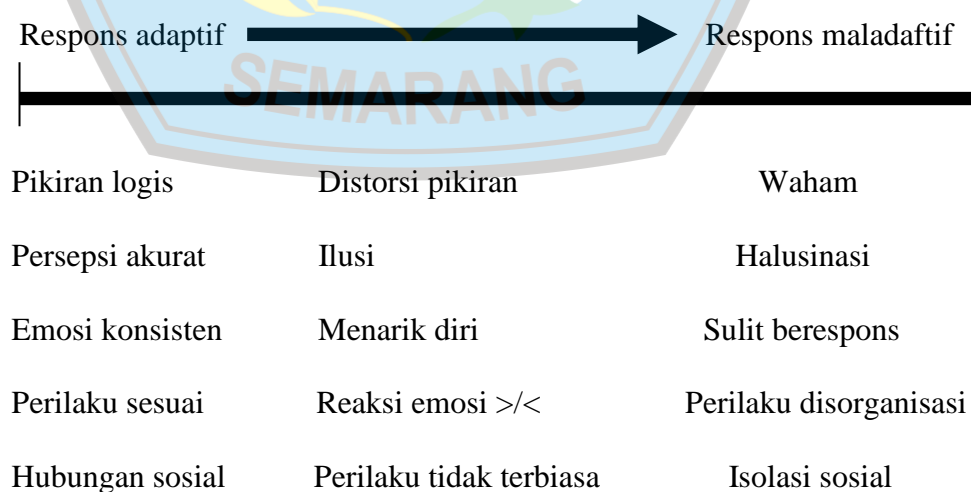 Respons adaptif Respons maladaftif
SEMARANG
Pikiran logis Distorsi pikiran Waham
Persepsi akurat Ilusi Halusinasi
Emosi konsisten Menarik diri Sulit berespons
Perilaku sesuai Reaksi emosi >/< Perilaku disorganisasi
Hubungan sosial Perilaku tidak terbiasa Isolasi sosial